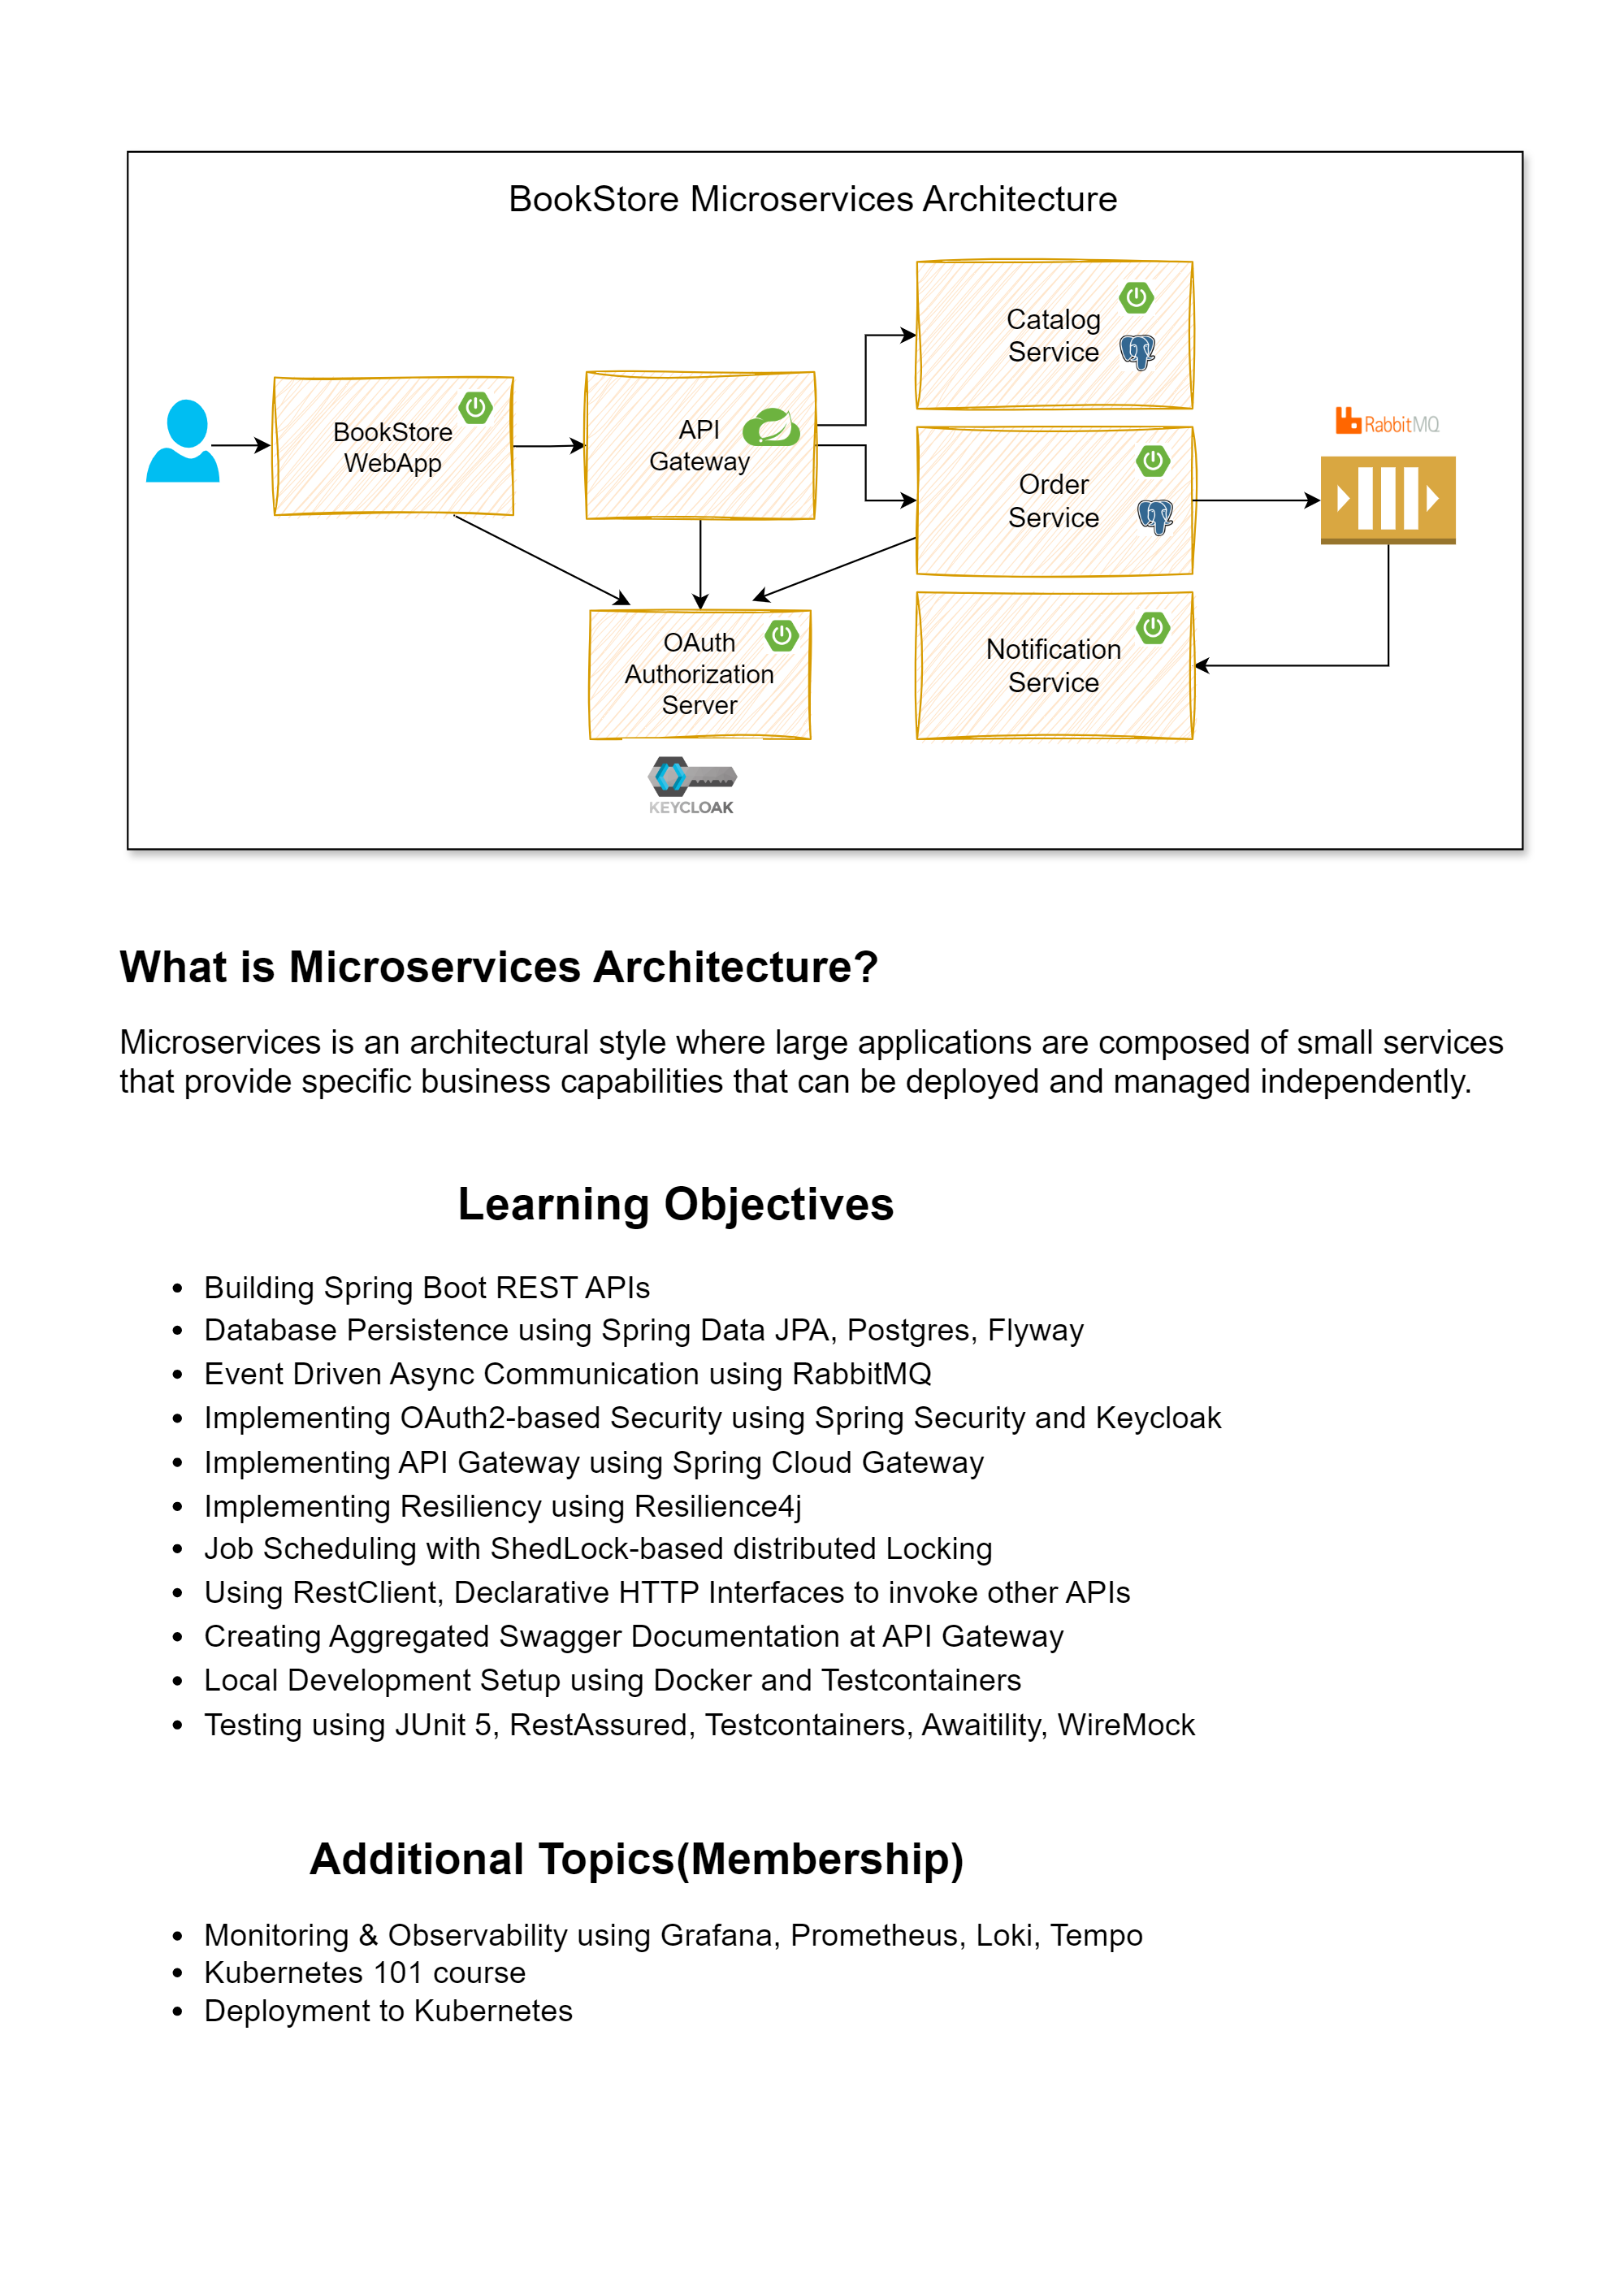 BookStore Microservices Architecture
BookStore
WebApp
API
Gateway
Catalog
Service
Order
Service
RabbitMQ
OAuth
Authorization
Server
Notification
Service
KEYCLOAK
What is Microservices Architecture?
Microservices is an architectural style where large applications are composed of small services
that provide specific business capabilities that can be deployed and managed independently.
Learning Objectives
• Building Spring Boot REST APIs
• Database Persistence using Spring Data JPA, Postgres, Flyway
• Event Driven Async Communication using RabbitMQ
• Implementing OAuth2-based Security using Spring Security and Keycloak
• Implementing API Gateway using Spring Cloud Gateway
• Implementing Resiliency using Resilience4j
• Job Scheduling with ShedLock-based distributed Locking
• Using RestClient, Declarative HTTP Interfaces to invoke other APIs
• Creating Aggregated Swagger Documentation at API Gateway
• Local Development Setup using Docker and Testcontainers
• Testing using JUnit 5, RestAssured, Testcontainers, Awaitility, WireMock
Additional Topics(Membership)
• Monitoring & Observability using Grafana, Prometheus, Loki, Tempo
• Kubernetes 101 course
• Deployment to Kubernetes